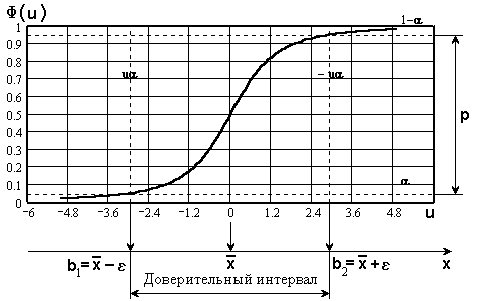 Φ(u)
1
1-α
0.9
0.8
uα
- uα
0.7
0.6
p
0.5
0.4
0.3
0.2
0.1
α
0
−6
−4.8
−2.4
−1.2
0
1.2
2.4
3.6
4.8
u
b₁=x̅−ε
x̅
b₂=x̅+ε
x
Доверительный интервал